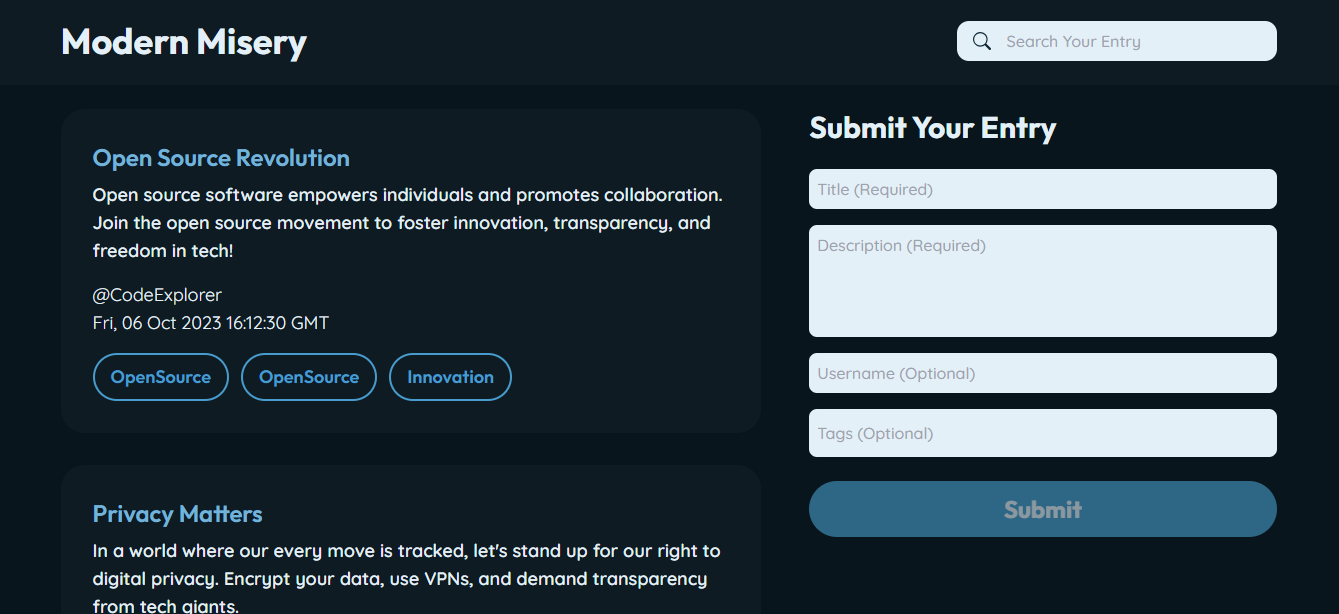 Modern Misery
Search Your Entry
Open Source Revolution
Open source software empowers individuals and promotes collaboration.
Join the open source movement to foster innovation, transparency, and
freedom in tech!
@CodeExplorer
Fri, 06 Oct 2023 16:12:30 GMT
OpenSource OpenSource Innovation
Privacy Matters
In a world where our every move is tracked, let's stand up for our right to
digital privacy. Encrypt your data, use VPNs, and demand transparency
from tech giants.
Submit Your Entry
Title (Required)
Description (Required)
Username (Optional)
Tags (Optional)
Submit